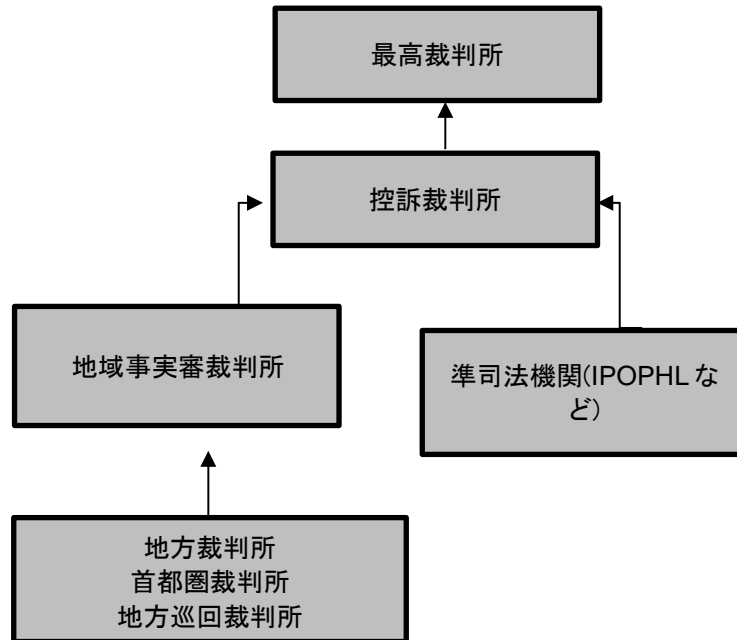 最高裁判所
控訴裁判所
地域事実審裁判所
準司法機関(IPOPHL な
ど)
地方裁判所
首都圏裁判所
地方巡回裁判所